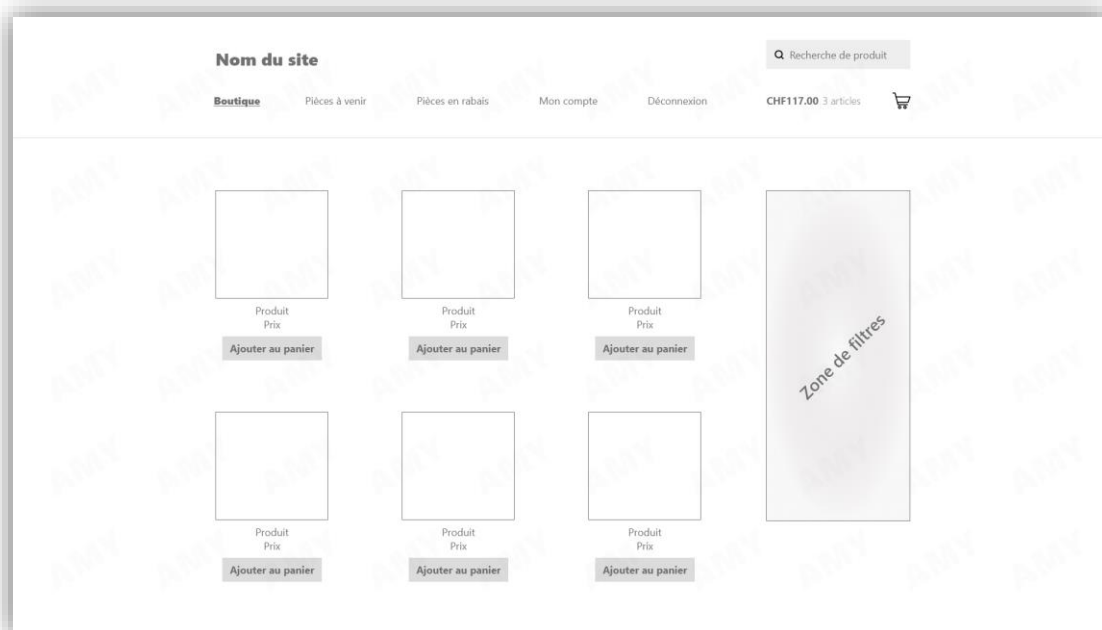 Nom du site
Recherche de produit
Boutique Pièces à venir Pièces en rabais Mon compte Déconnexion CHF117.00 3 articles
Produit Produit Produit
Prix Prix Prix
Ajouter au panier Ajouter au panier Ajouter au panier
Zone de filtres
Produit Produit Produit
Prix Prix Prix
Ajouter au panier Ajouter au panier Ajouter au panier